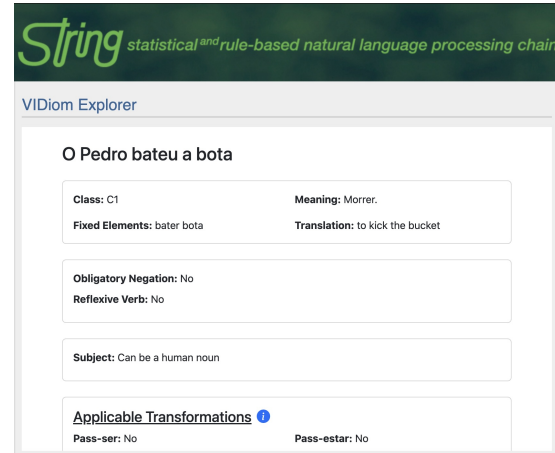 String statistical and rule-based natural language processing chain
VIDiom Explorer
O Pedro bateu a bota
Class: C1 Meaning: Morrer.
Fixed Elements: bater bota Translation: to kick the bucket
Obligatory Negation: No
Reflexive Verb: No
Subject: Can be a human noun
Applicable Transformations i
Pass-ser: No Pass-estar: No